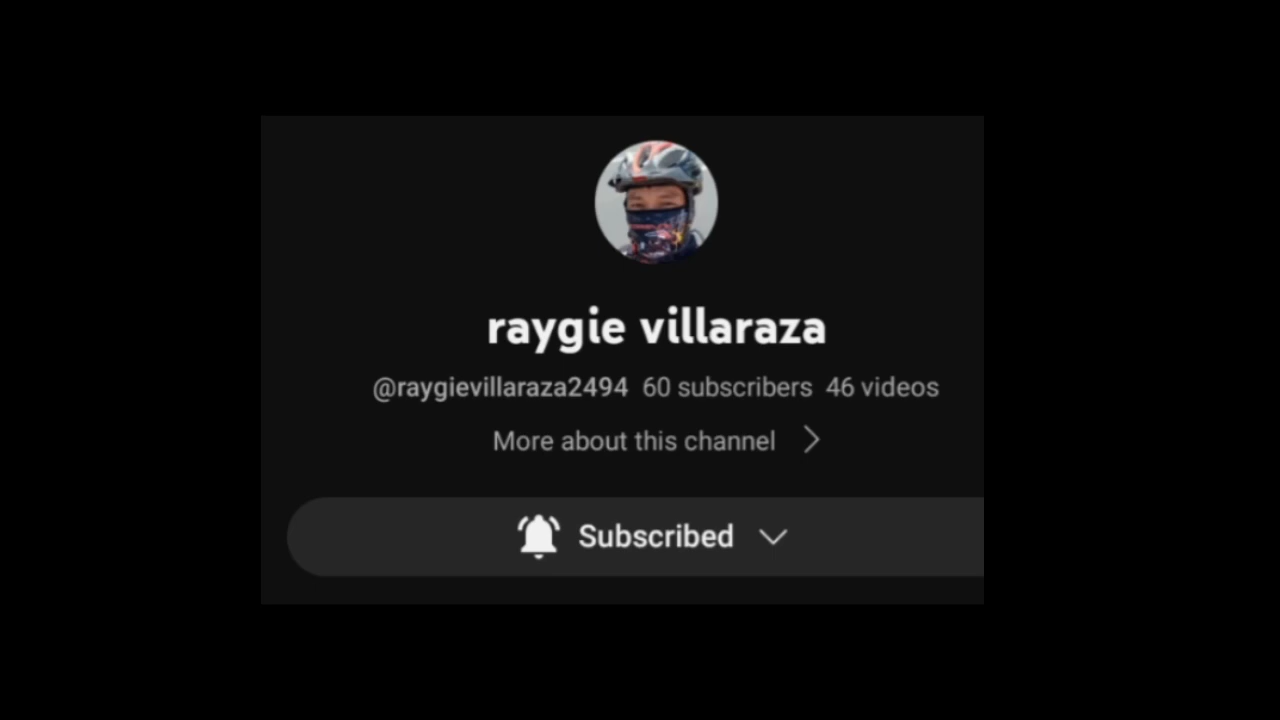 raygie villaraza
@raygievillaraza2494 60 subscribers 46 videos
More about this channel
Subscribed